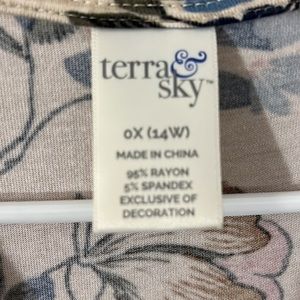 terra &
sky™
0X (14W)
MADE IN CHINA
95% RAYON
5% SPANDEX
EXCLUSIVE OF
DECORATION